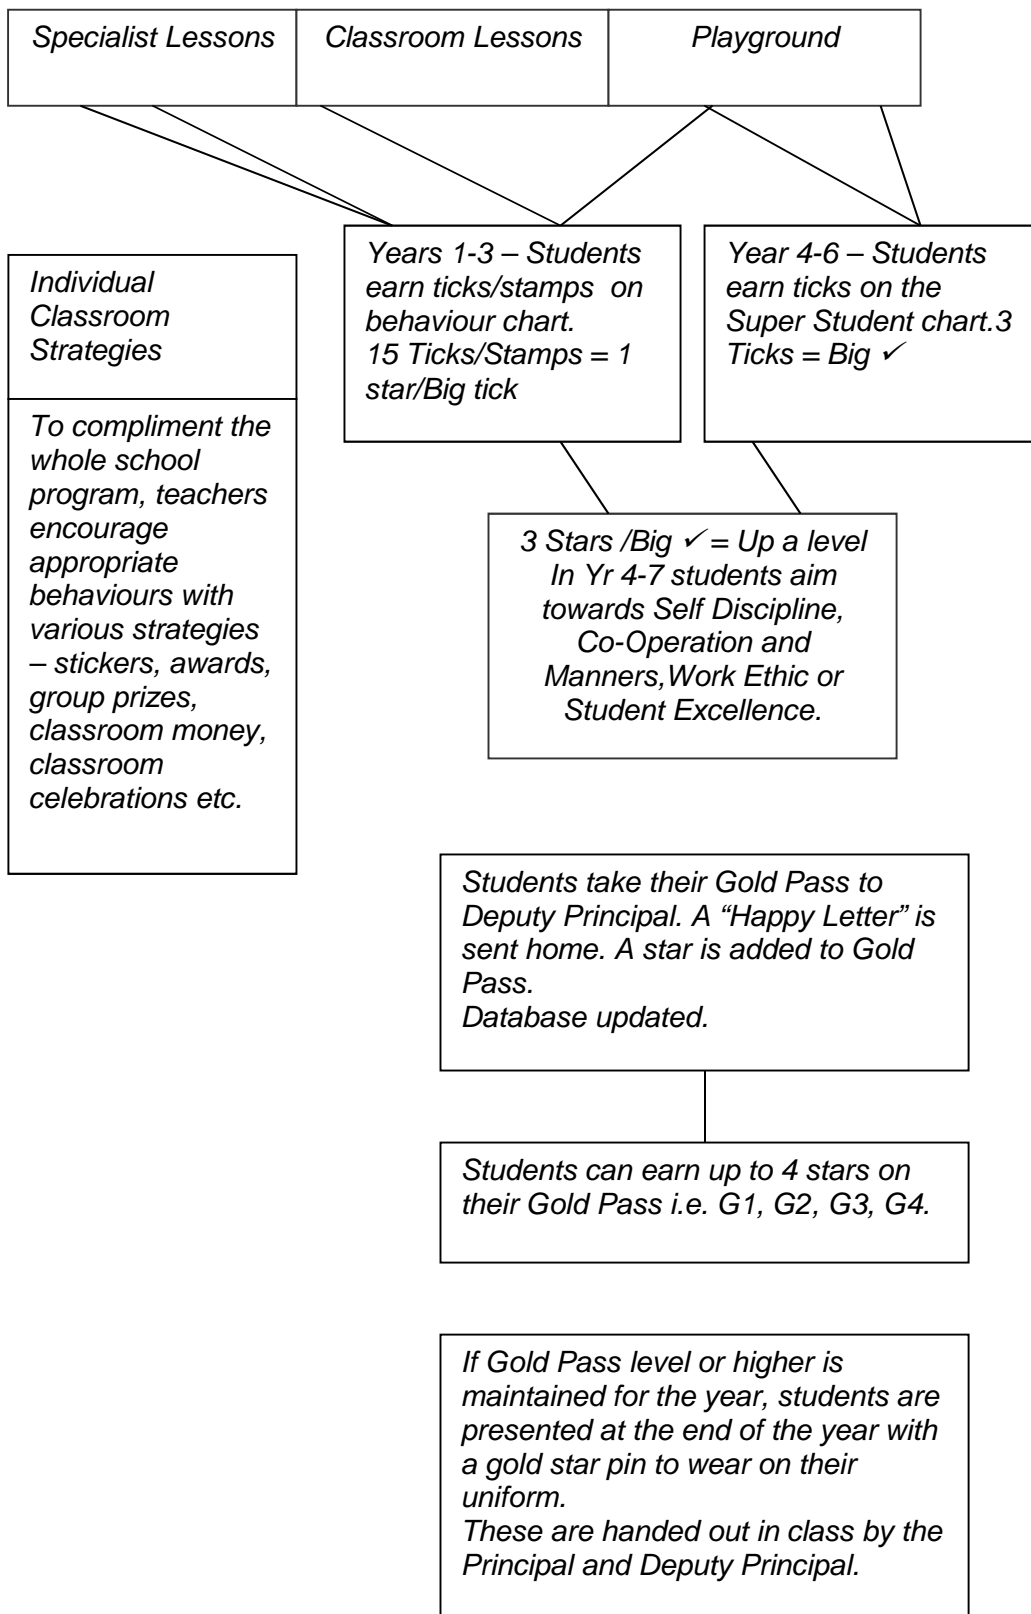 Specialist Lessons
Classroom Lessons
Playground
Years 1-3 – Students
earn ticks/stamps on
behaviour chart.
15 Ticks/Stamps = 1
star/Big tick
Year 4-6 – Students
earn ticks on the
Super Student chart.3
Ticks = Big ✓
Individual
Classroom
Strategies
To compliment the
whole school
program, teachers
encourage
appropriate
behaviours with
various strategies
– stickers, awards,
group prizes,
classroom money,
classroom
celebrations etc.
3 Stars /Big ✓ = Up a level
In Yr 4-7 students aim
towards Self Discipline,
Co-Operation and
Manners,Work Ethic or
Student Excellence.
Students take their Gold Pass to
Deputy Principal. A “Happy Letter” is
sent home. A star is added to Gold
Pass.
Database updated.
Students can earn up to 4 stars on
their Gold Pass i.e. G1, G2, G3, G4.
If Gold Pass level or higher is
maintained for the year, students are
presented at the end of the year with
a gold star pin to wear on their
uniform.
These are handed out in class by the
Principal and Deputy Principal.